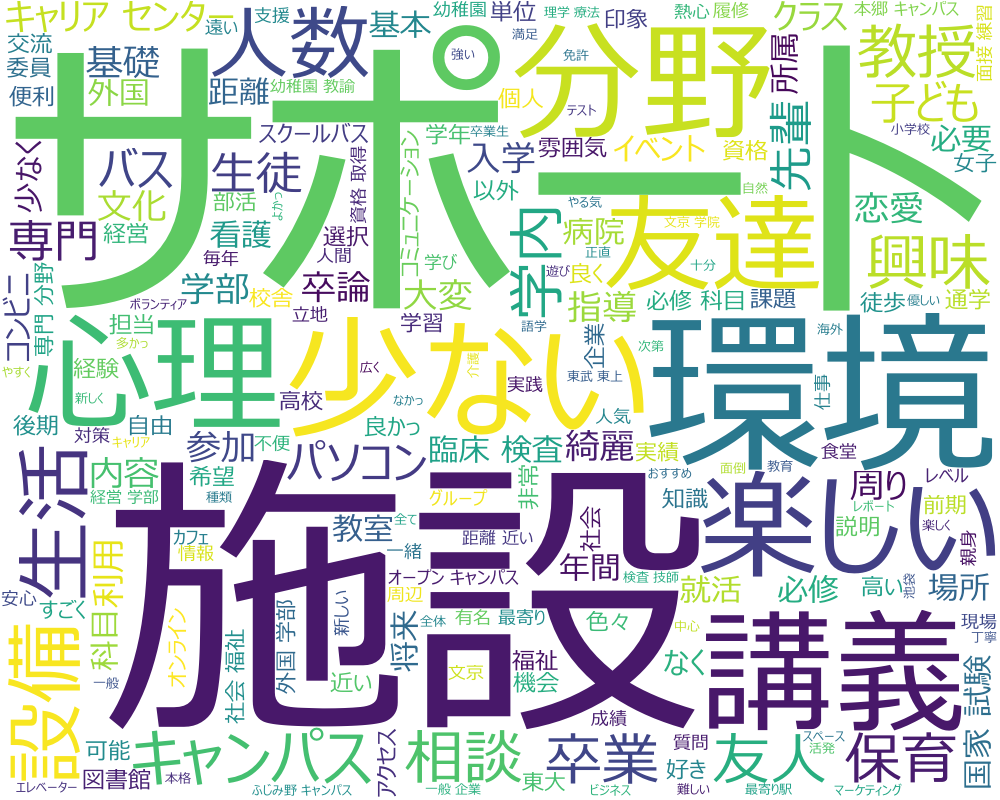 キャリア センター
遠い
支援
人数
幼稚園
基本
単位
理学 療法
印象
熱心
履修
クラス
本郷 キャンパス
面接 練習
交流
委員
基礎
外国
距離
幼稚園 教諭
強い
満足
免許
個人
分野
所属
教授
子ども
便利
サポート
テスト
少なく
バス
スクールバス
生徒
学年
卒業生
入学
雰囲気
イベント
資格
先輩
小学校
必要
女子
文化
部活
よかっ
資格 取得
コミュニケーション
以外
やる気
友達
自然
恋愛
専門
経営
看護
選択
人間
学び
学内
病院
文京 学院
正直
十分
興味
コンビニ
専門 分野
学部
毎年
校舎
卒論
大変
遊び
良く
指導
必修 科目
課題
徒歩
優しい
通学
ボランティア
立地
担当
多かっ
学習
語学
企業
次第
海外
環境
やすく
心理
経験
新しく
広く
少ない
介護
実践
東武 東上
仕事
高校
なかっ
人気
後期
対策
自由
キャリア
参加
不便
良かっ
臨床 検査
綺麗
実績
食堂
生活
内容
経営 学部
希望
種類
パソコン
グループ
非常
おすすめ
知識
面倒
教育
楽しい
周り
レベル
レポート
前期
説明
楽しく
親身
施設
カフェ
情報
教室
全て
一緒
距離 近い
社会
年間
オープン キャンパス
検査 技師
安心
すごく
科目
利用
周辺
就活
必修
高い
池袋
場所
設備
オンライン
社会 福祉
外国 学部
新しい
将来
全体
有名
最寄り
色々
中心
現場
丁寧
講義
一般
近い
文京
福祉
機会
なく
試験
国家
成績
可能
キャンパス
アクセス
相談
卒業
質問
友人
スペース
活発
保育
エレベーター
図書館
本格
ふじみ野 キャンパス
一般 企業
東大
ビジネス
好き
難しい
最寄り駅
マーケティング